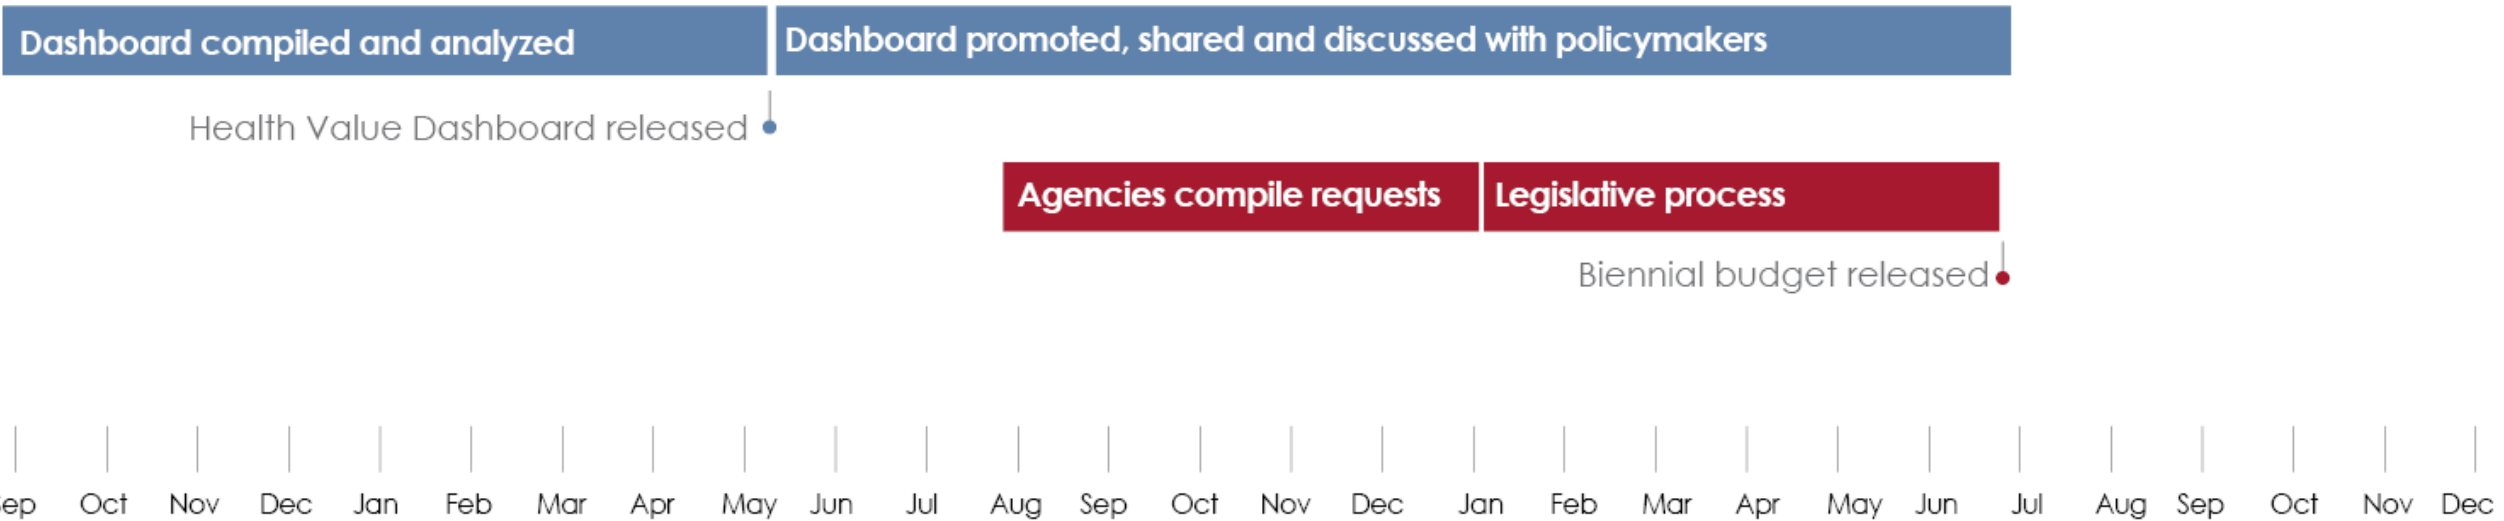 Dashboard compiled and analyzed Dashboard promoted, shared and discussed with policymakers
Health Value Dashboard released
Agencies compile requests Legislative process
Biennial budget released
ep Oct Nov Dec Jan Feb Mar Apr May Jun Jul Aug Sep Oct Nov Dec Jan Feb Mar Apr May Jun Jul Aug Sep Oct Nov Dec